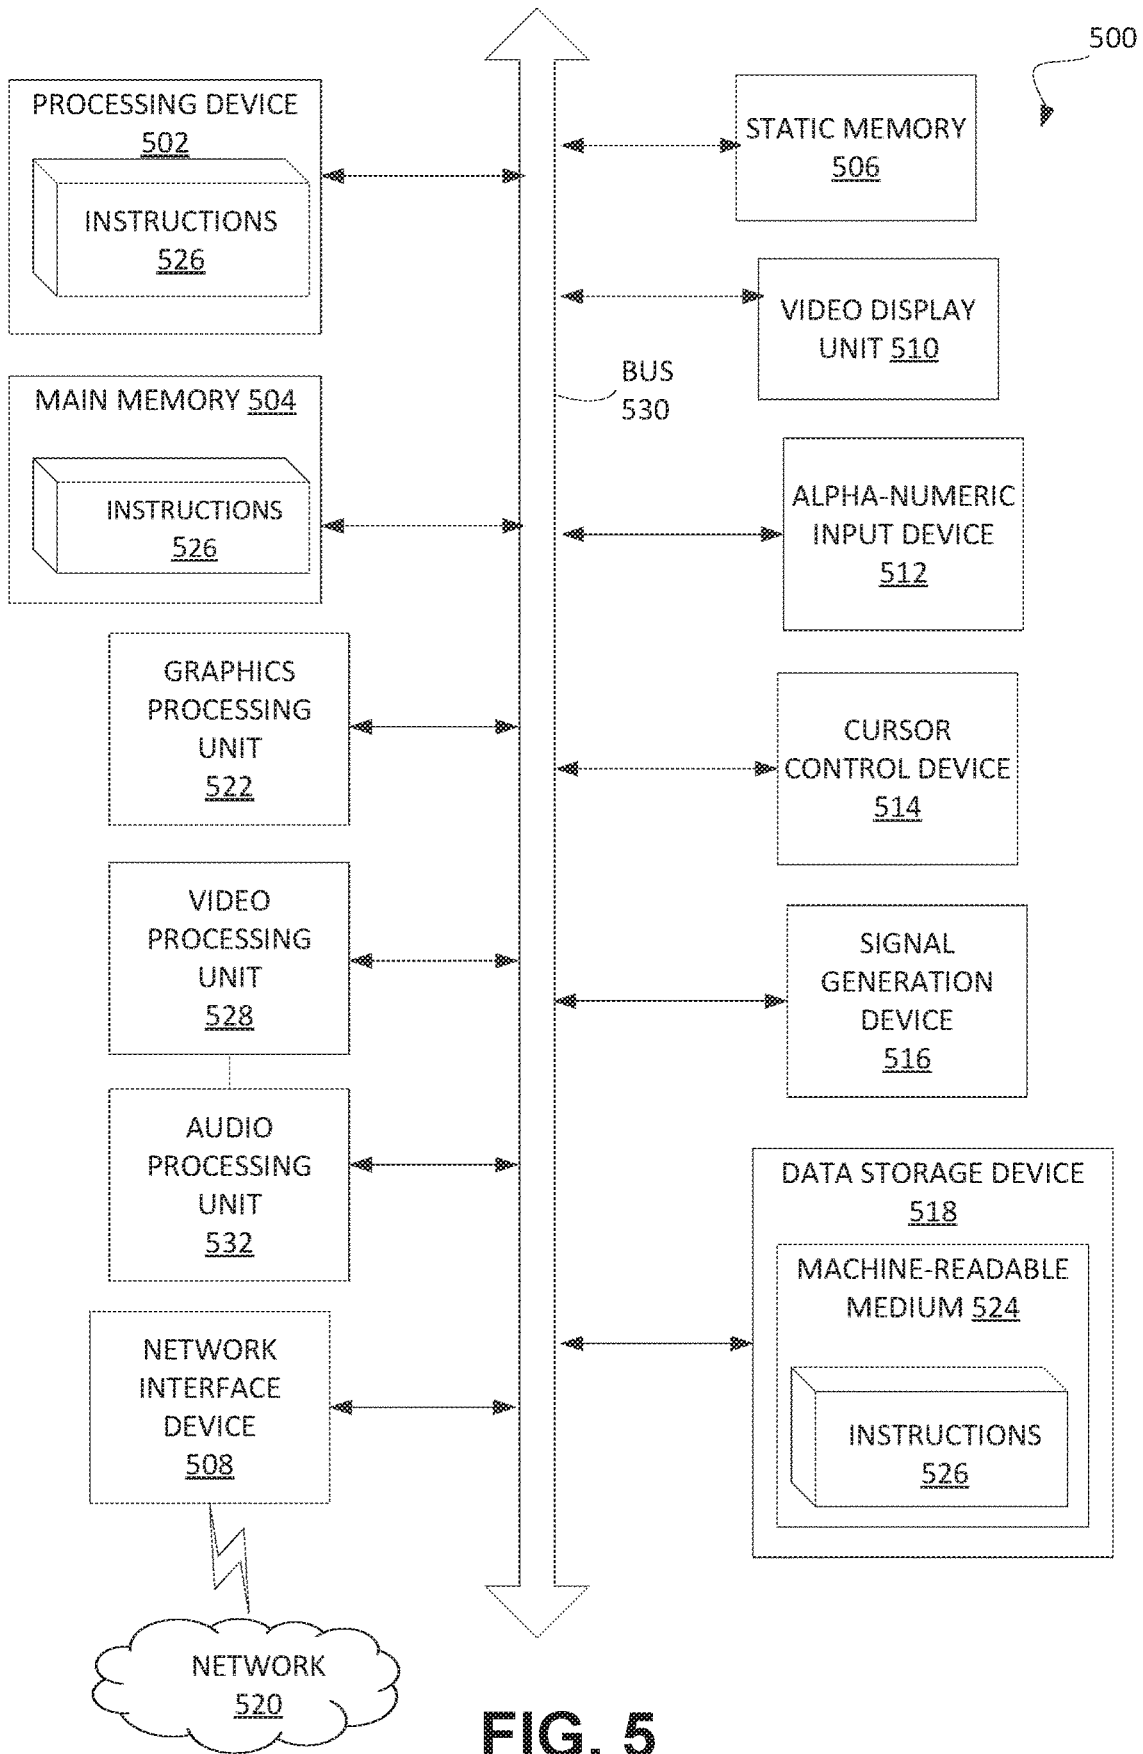 500
PROCESSING DEVICE
502
INSTRUCTIONS
526
MAIN MEMORY 504
INSTRUCTIONS
526
GRAPHICS
PROCESSING
UNIT
522
VIDEO
PROCESSING
UNIT
528
AUDIO
PROCESSING
UNIT
532
NETWORK
INTERFACE
DEVICE
508
NETWORK
520
BUS
530
STATIC MEMORY
506
VIDEO DISPLAY
UNIT 510
ALPHA-NUMERIC
INPUT DEVICE
512
CURSOR
CONTROL DEVICE
514
SIGNAL
GENERATION
DEVICE
516
DATA STORAGE DEVICE
518
MACHINE-READABLE
MEDIUM 524
INSTRUCTIONS
526
FIG. 5